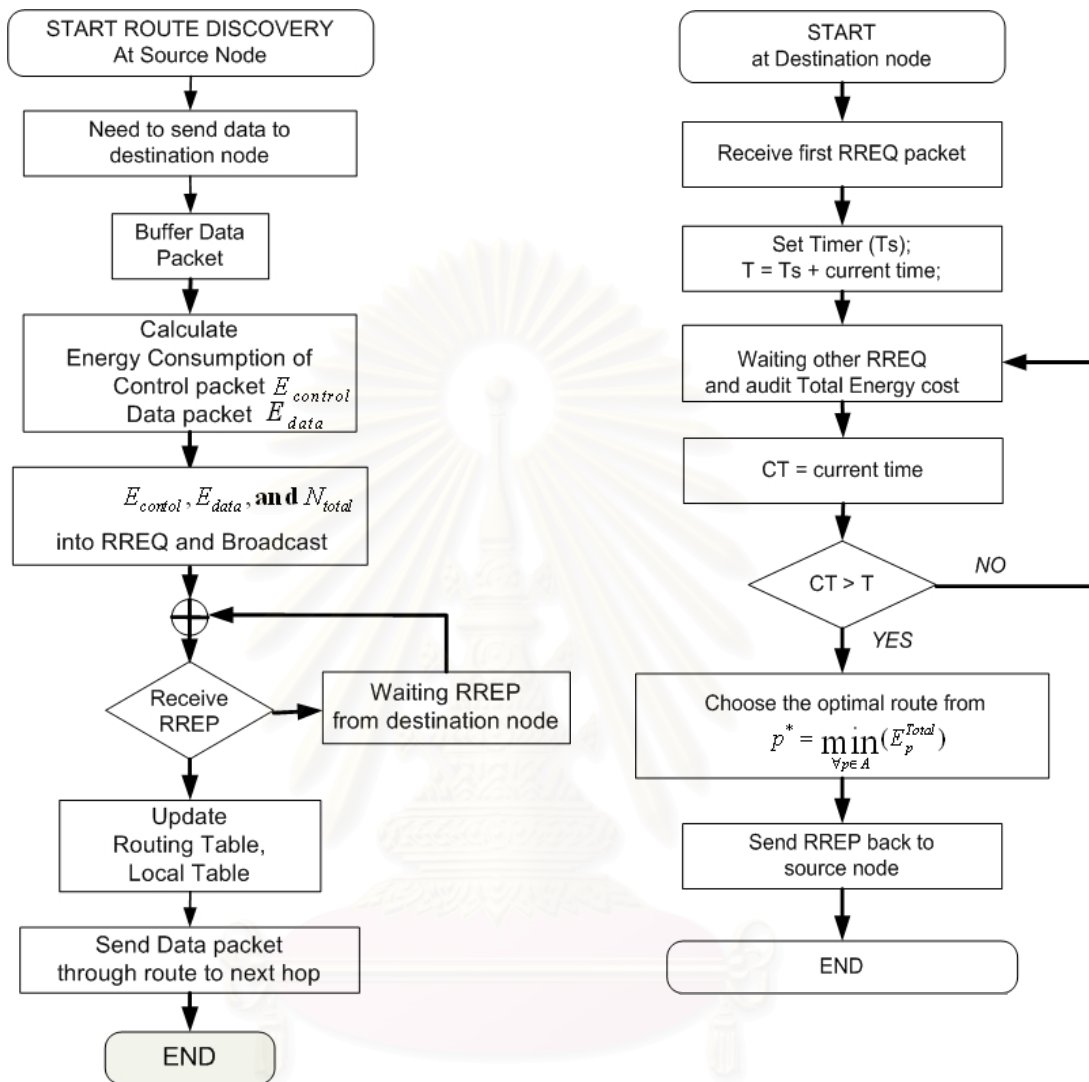 START ROUTE DISCOVERY
At Source Node
Need to send data to
destination node
Buffer Data
Packet
Calculate
Energy Consumption of
Control packet E_control
Data packet E_data
E_contol, E_data, and N_total
into RREQ and Broadcast
Receive
RREP
Waiting RREP
from destination node
Update
Routing Table,
Local Table
Send Data packet
through route to next hop
END
START
at Destination node
Receive first RREQ packet
Set Timer (Ts);
T = Ts + current time;
Waiting other RREQ
and audit Total Energy cost
CT = current time
CT > T
NO
YES
Choose the optimal route from
p* = min(E_p^Total)
∀p∈A
Send RREP back to
source node
END